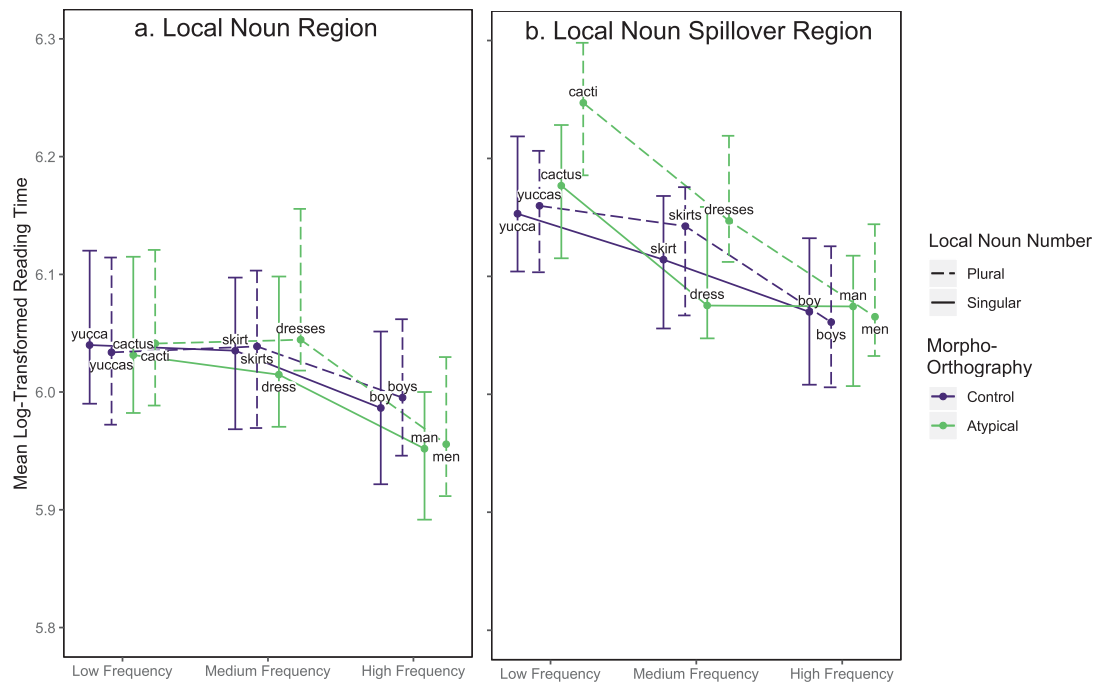 a. Local Noun Region
b. Local Noun Spillover Region
Mean Log-Transformed Reading Time
6.3
6.2
6.1
6.0
5.9
5.8
yucca
yuccas
cactus
cacti
skirt
skirts
dresses
dress
boys
boy
man
men
Low Frequency
Medium Frequency
High Frequency
cacti
cactus
yuccas
yucca
skirts
dresses
skirt
dress
boy
man
boys
men
Low Frequency
Medium Frequency
High Frequency
Local Noun Number
Plural
Singular
Morpho-
Orthography
Control
Atypical